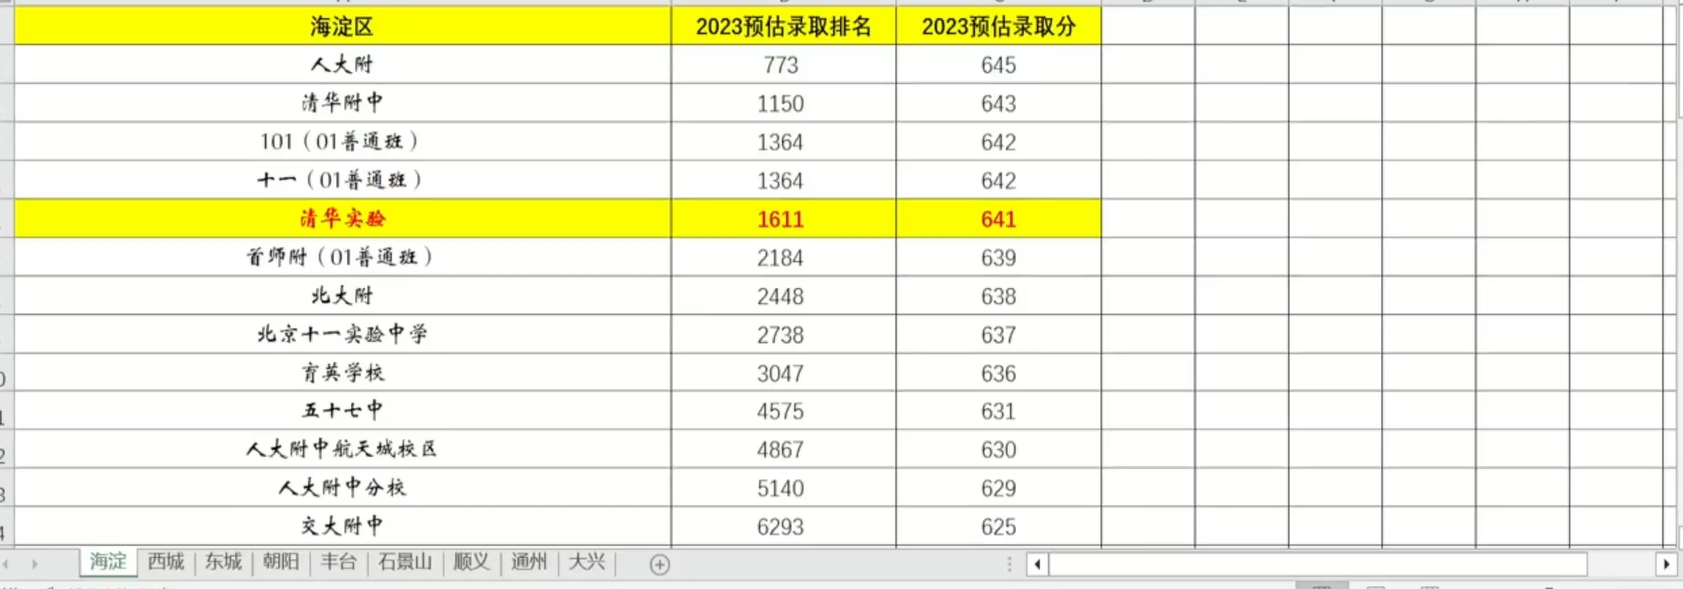 海淀区 2023预估录取排名 2023预估录取分
人大附 773 645
清华附中 1150 643
101（01普通班） 1364 642
十一（01普通班） 1364 642
清华实验 1611 641
首师附（01普通班） 2184 639
北大附 2448 638
北京十一实验中学 2738 637
育英学校 3047 636
五十七中 4575 631
人大附中航天城校区 4867 630
人大附中分校 5140 629
交大附中 6293 625
海淀 西城 东城 朝阳 丰台 石景山 顺义 通州 大兴